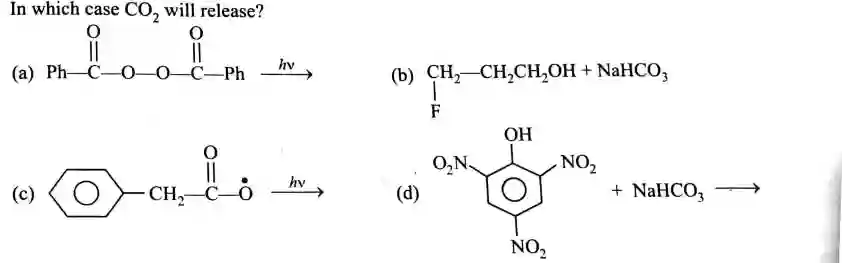 In which case CO₂ will release?
(a) Ph—C—O—O—C—Ph hν
O O
(b) CH₂—CH₂CH₂OH + NaHCO₃
F
(c) CH₂—C—Ȯ hν
O
(d) OH
O₂N NO₂
+ NaHCO₃
NO₂